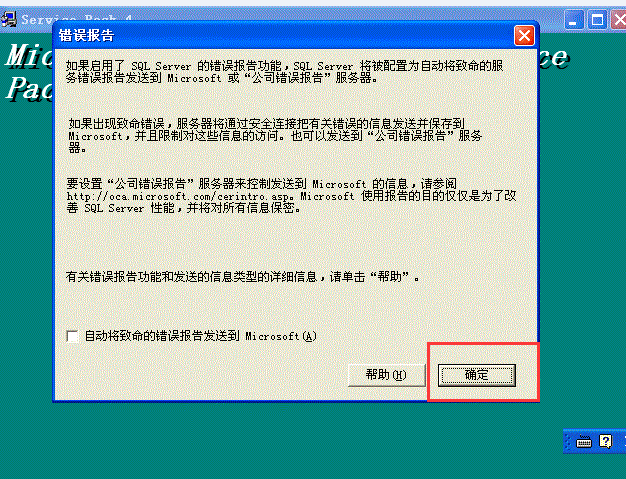 Service Pack 4
错误报告
Mic
ce
Pac
如果启用了 SQL Server 的错误报告功能，SQL Server 将被配置为自动将致命的服
务错误报告发送到 Microsoft 或“公司错误报告”服务器。
如果出现致命错误，服务器将通过安全连接把有关错误的信息发送并保存到
Microsoft，并且限制对这些信息的访问。也可以发送到“公司错误报告”服务
器。
要设置“公司错误报告”服务器来控制发送到 Microsoft 的信息，请参阅
http://oca.microsoft.com/cerintro.asp。Microsoft 使用报告的目的仅仅是为了改
善 SQL Server 性能，并将对所有信息保密。
有关错误报告功能和发送的信息类型的详细信息，请单击“帮助”。
自动将致命的错误报告发送到 Microsoft(A)
帮助(H)
确定